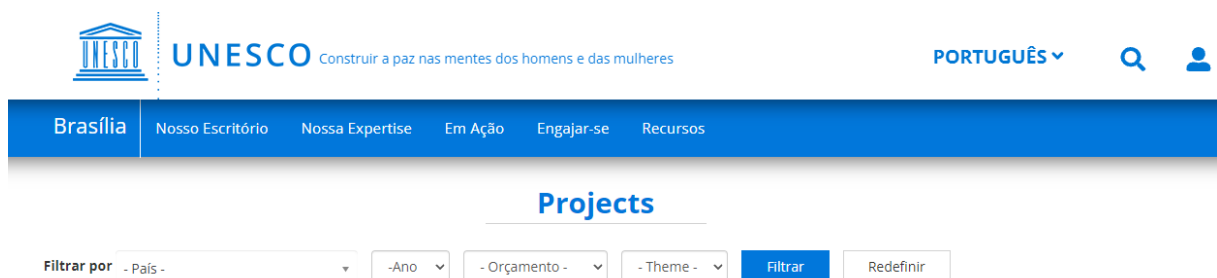 UNESCO
UNESCO Construir a paz nas mentes dos homens e das mulheres
PORTUGUÊS
Brasília Nosso Escritório Nossa Expertise Em Ação Engajar-se Recursos
Projects
Filtrar por - País - -Ano - Orçamento - - Theme - Filtrar Redefinir